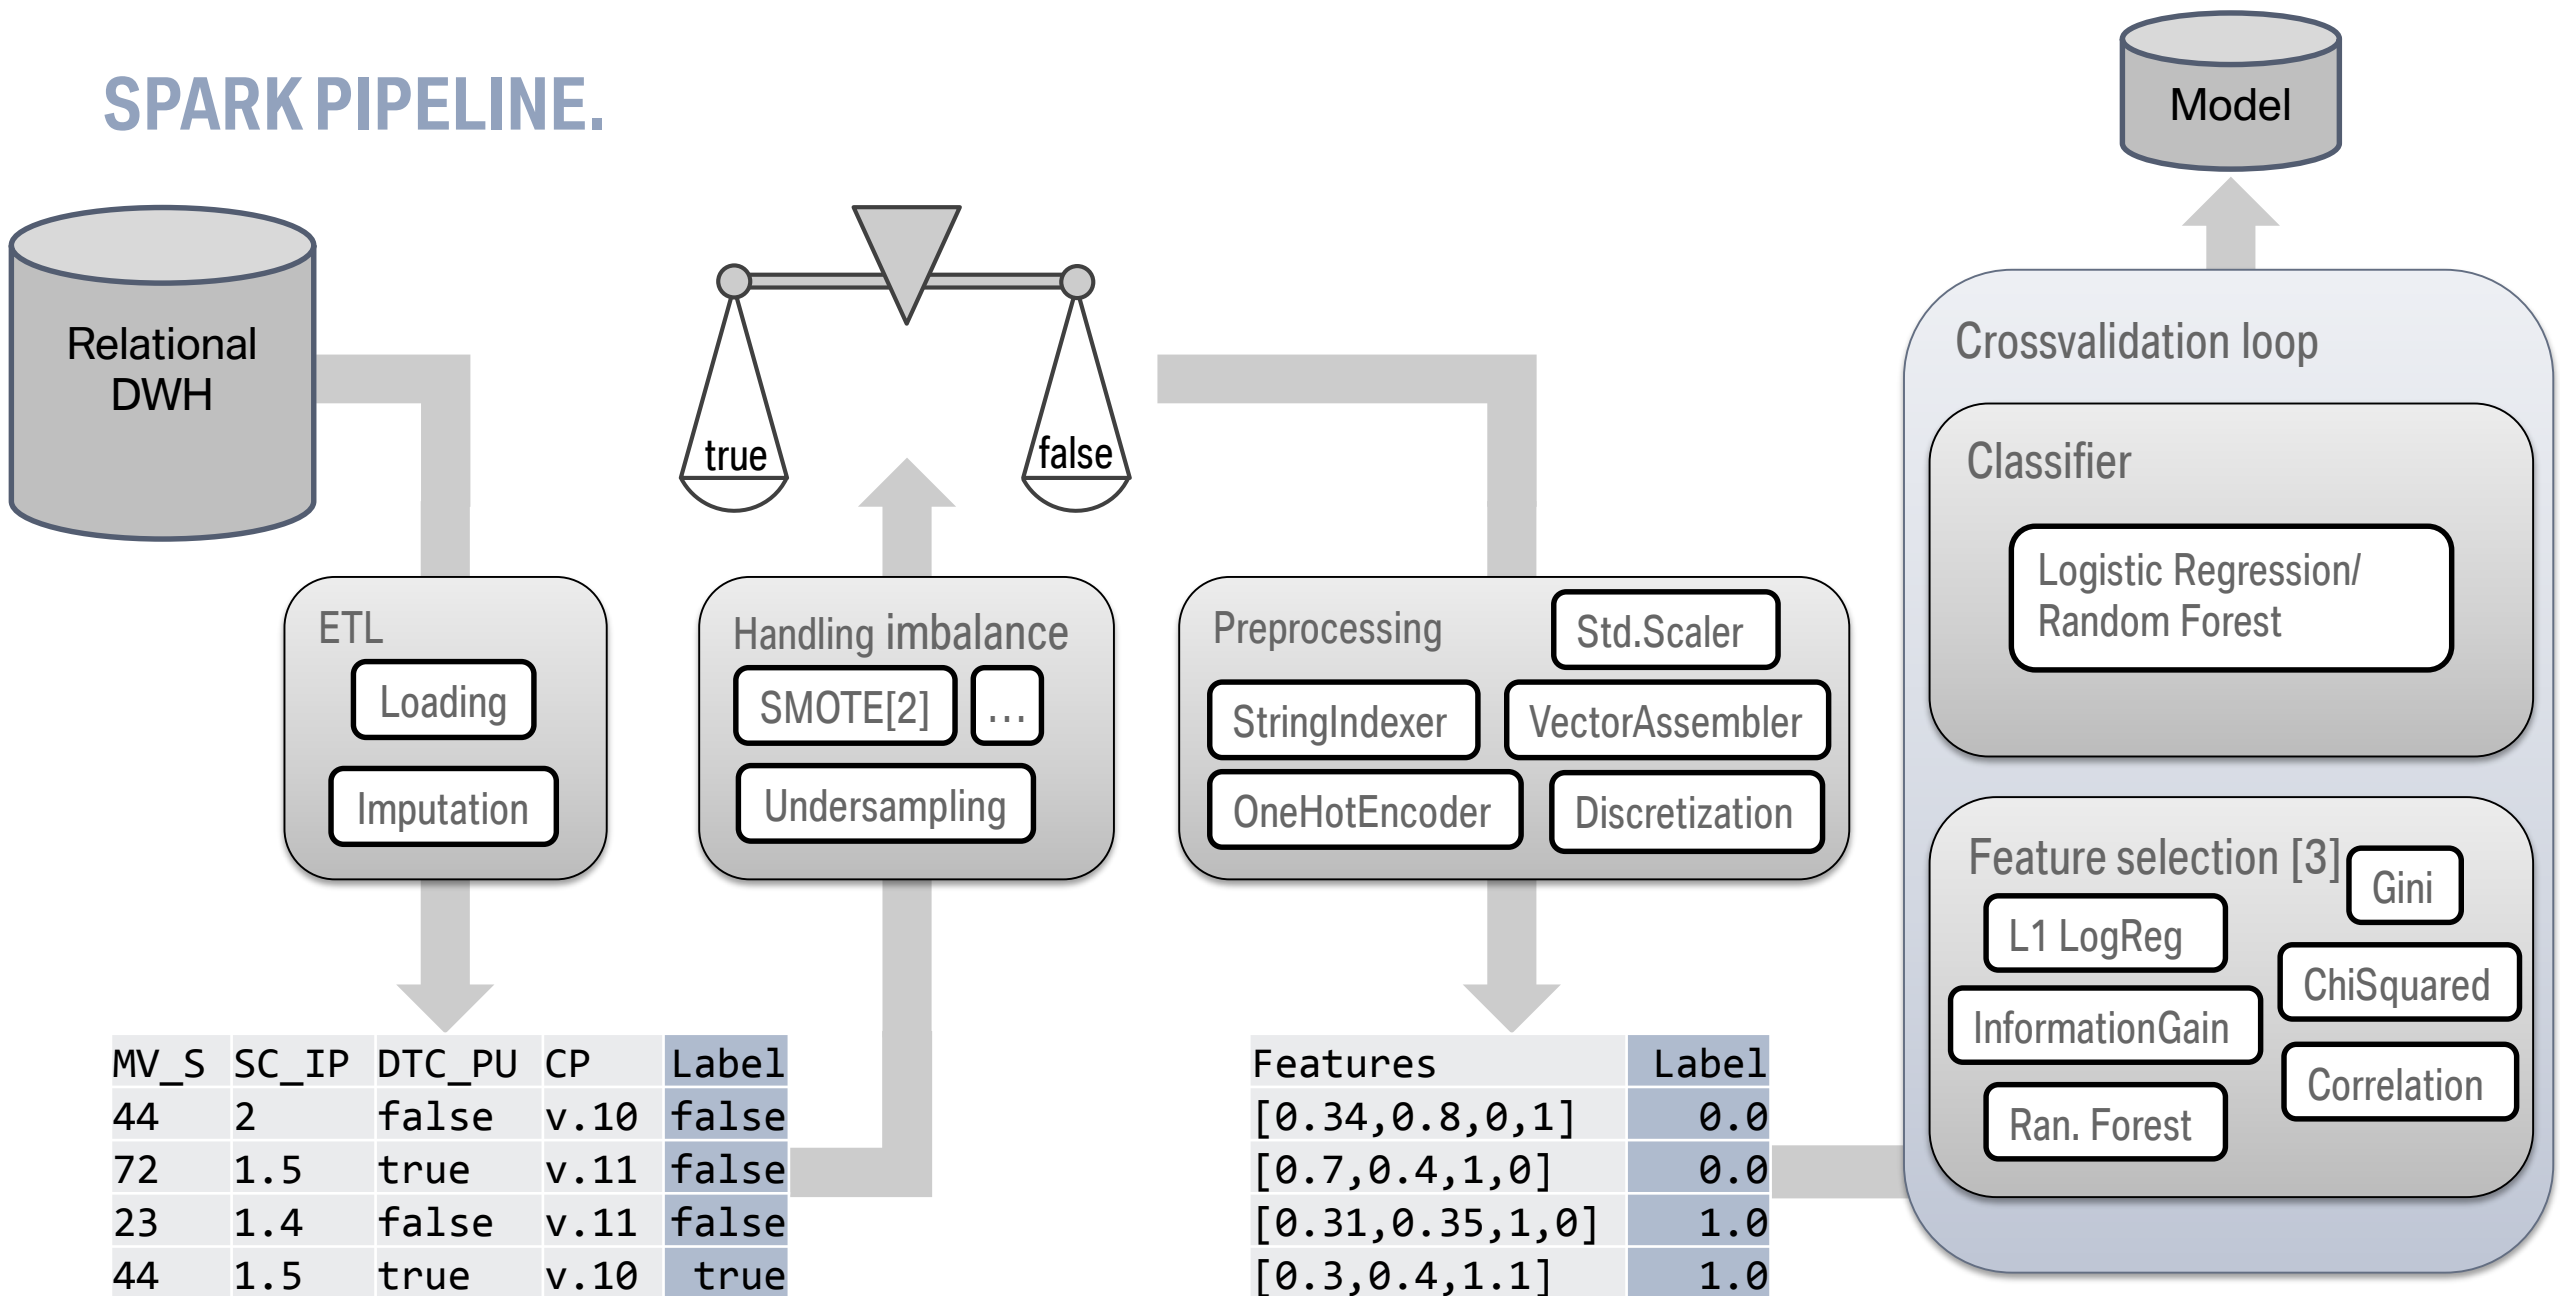 SPARK PIPELINE.
Relational
DWH
ETL
Loading
Imputation
MV_S SC_IP DTC_PU CP Label
44 2 false v.10 false
72 1.5 true v.11 false
23 1.4 false v.11 false
44 1.5 true v.10 true
true
false
Handling imbalance
SMOTE[2]
...
Undersampling
Preprocessing
Std.Scaler
StringIndexer
VectorAssembler
OneHotEncoder
Discretization
Features Label
[0.34,0.8,0,1] 0.0
[0.7,0.4,1,0] 0.0
[0.31,0.35,1,0] 1.0
[0.3,0.4,1.1] 1.0
Model
Crossvalidation loop
Classifier
Logistic Regression/
Random Forest
Feature selection [3]
Gini
L1 LogReg
ChiSquared
InformationGain
Correlation
Ran. Forest